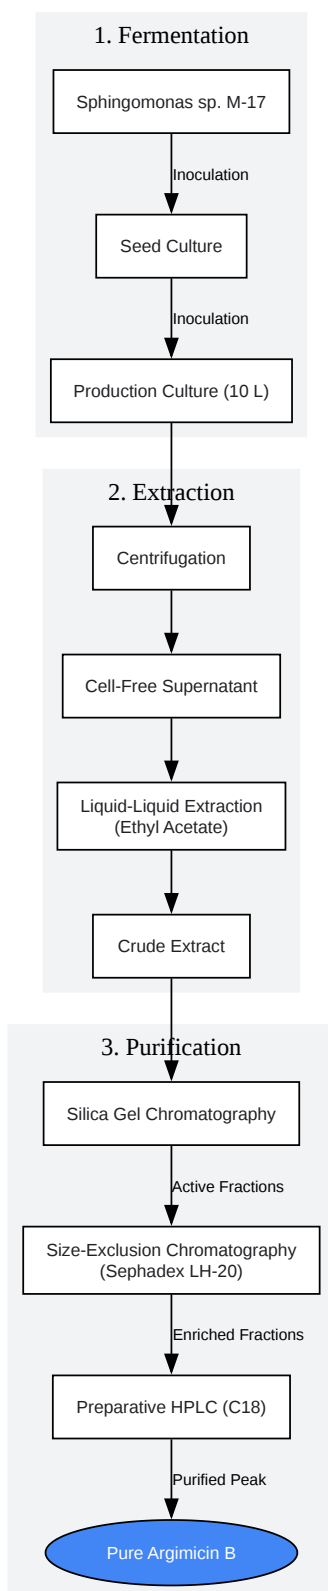 1. Fermentation
Sphingomonas sp. M-17
Inoculation
Seed Culture
Inoculation
Production Culture (10 L)
2. Extraction
Centrifugation
Cell-Free Supernatant
Liquid-Liquid Extraction
(Ethyl Acetate)
Crude Extract
3. Purification
Silica Gel Chromatography
Active Fractions
Size-Exclusion Chromatography
(Sephadex LH-20)
Enriched Fractions
Preparative HPLC (C18)
Purified Peak
Pure Argimicin B